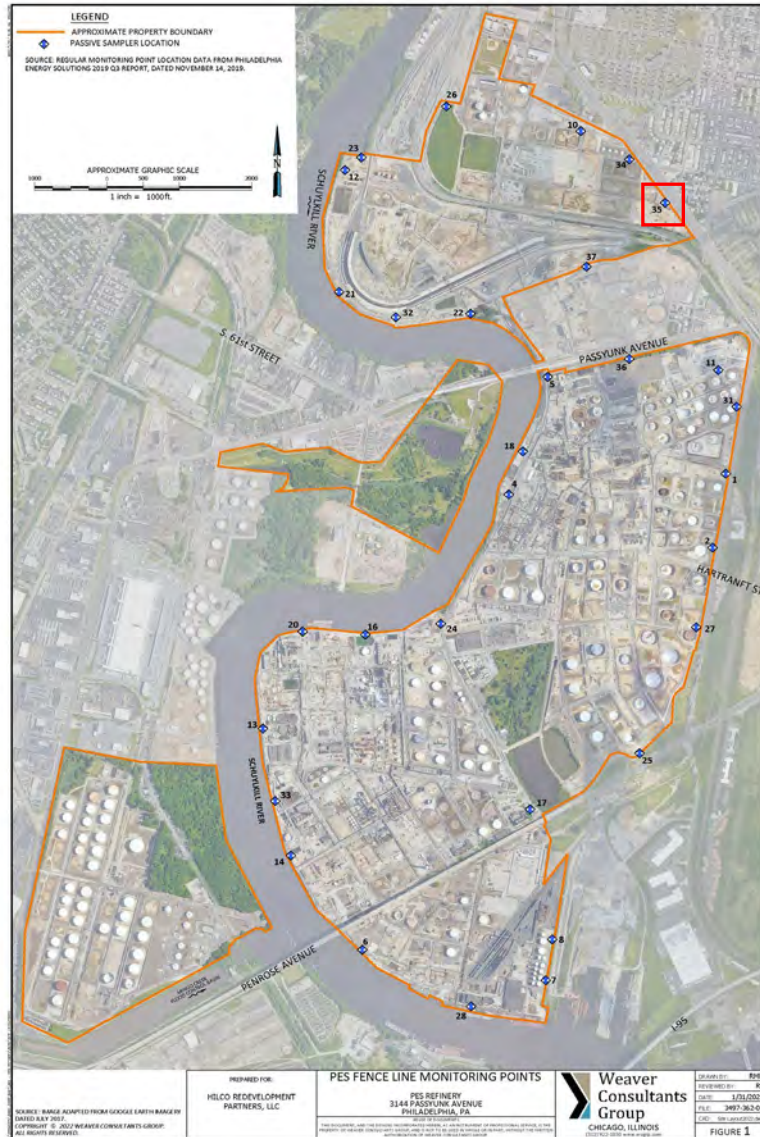 LEGEND
APPROXIMATE PROPERTY BOUNDARY
PASSIVE SAMPLER LOCATION
SOURCE: REGULAR MONITORING POINT LOCATION DATA FROM PHILADELPHIA
ENERGY SOLUTIONS 2019 Q3 REPORT, DATED NOVEMBER 14, 2019.
N
APPROXIMATE GRAPHIC SCALE
1000 0 500 1000 2000
1 inch = 1000ft.
26
10
23
34
12
35
SCHUYLKILL RIVER
37
21
32
22
S. 61ST STREET
PASSYUNK AVENUE
36
5
11
31
18
1
4
2
HARTRANFT ST
24
27
20
16
13
25
SCHUYLKILL RIVER
33
17
14
8
6
PENROSE AVENUE
7
28
I-95
SOURCE: IMAGE ADAPTED FROM GOOGLE EARTH IMAGERY
DATED JULY 2017.
COPYRIGHT © 2022 WEAVER CONSULTANTS GROUP.
ALL RIGHTS RESERVED.
PREPARED FOR:
HILCO REDEVELOPMENT
PARTNERS, LLC
PES FENCE LINE MONITORING POINTS
PES REFINERY
3144 PASSYUNK AVENUE
PHILADELPHIA, PA
Weaver
Consultants
Group
CHICAGO, ILLINOIS
DRAWN BY:
REVIEWED BY:
DATE: 1/31/202
FILE: 3497-362-0
CAD:
FIGURE 1